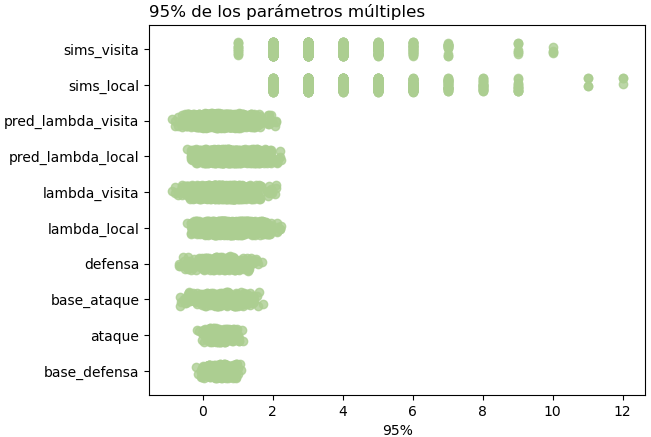 95% de los parámetros múltiples
sims_visita
sims_local
pred_lambda_visita
pred_lambda_local
lambda_visita
lambda_local
defensa
base_ataque
ataque
base_defensa
0 2 4 6 8 10 12
95%